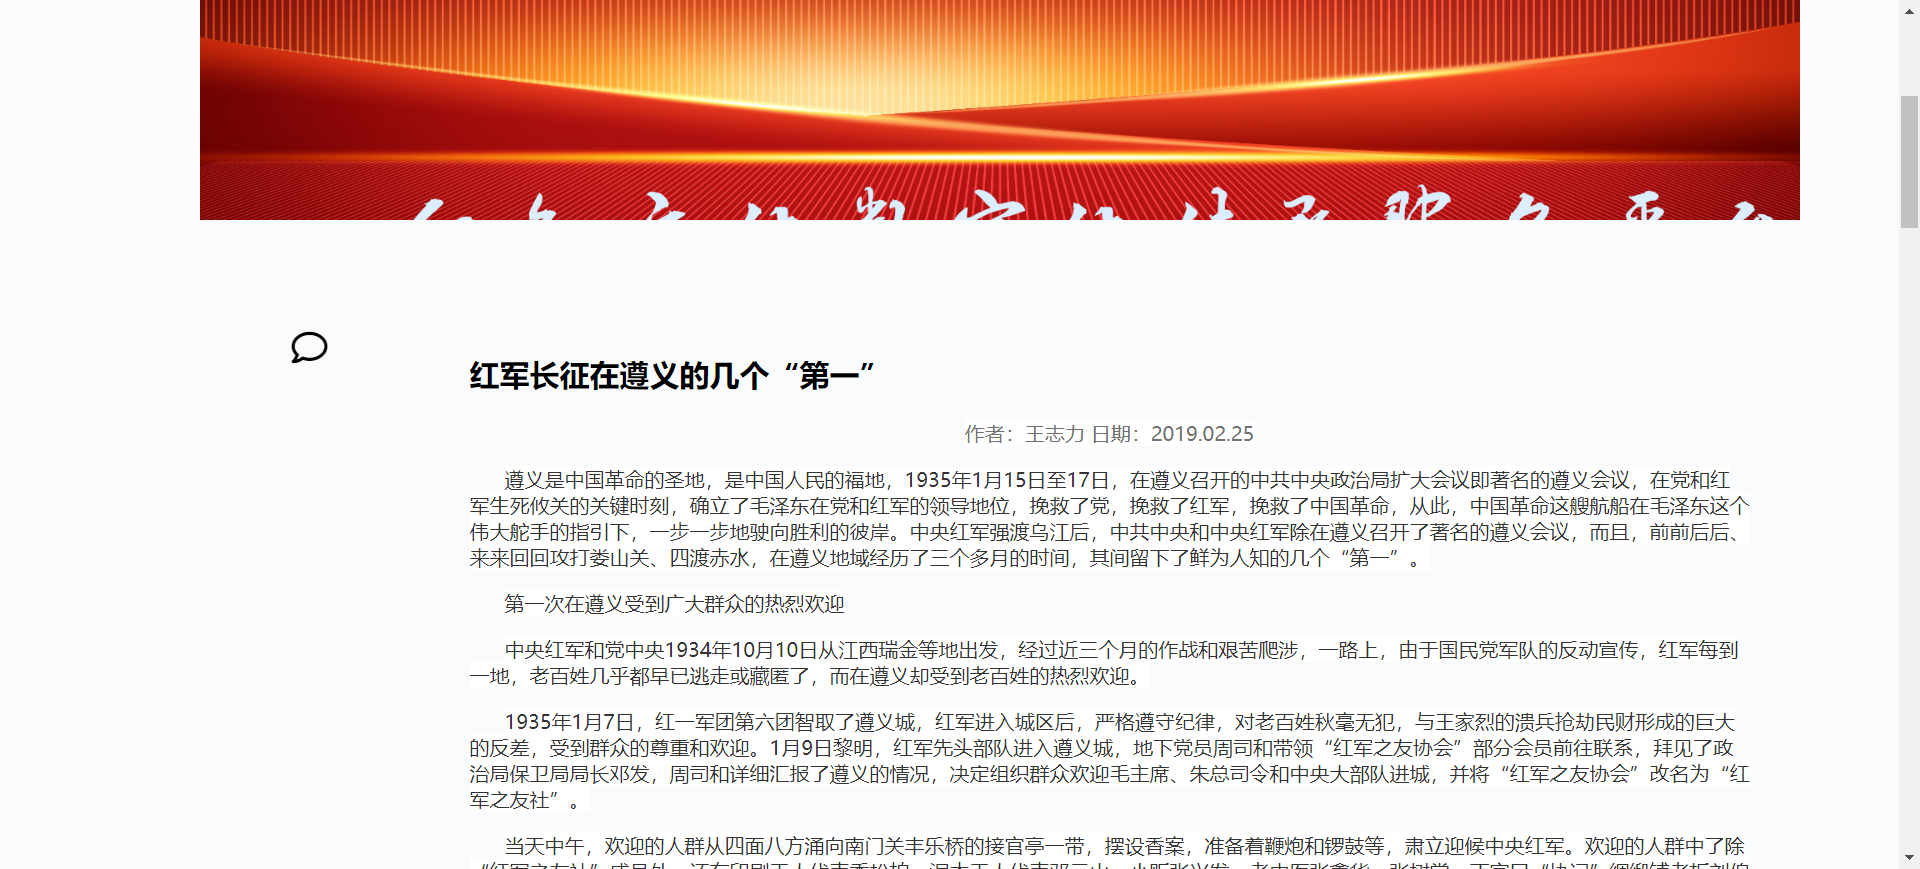 红军长征在遵义的几个“第一”
作者：王志力 日期：2019.02.25
遵义是中国革命的圣地，是中国人民的福地，1935年1月15日至17日，在遵义召开的中共中央政治局扩大会议即著名的遵义会议，在党和红
军生死攸关的关键时刻，确立了毛泽东在党和红军的领导地位，挽救了党，挽救了红军，挽救了中国革命，从此，中国革命这艘航船在毛泽东这个
伟大舵手的指引下，一步一步地驶向胜利的彼岸。中央红军强渡乌江后，中共中央和中央红军除在遵义召开了著名的遵义会议，而且，前前后后、
来来回回攻打娄山关、四渡赤水，在遵义地域经历了三个多月的时间，其间留下了鲜为人知的几个“第一”。
第一次在遵义受到广大群众的热烈欢迎
中央红军和党中央1934年10月10日从江西瑞金等地出发，经过近三个月的作战和艰苦爬涉，一路上，由于国民党军队的反动宣传，红军每到
一地，老百姓几乎都早已逃走或藏匿了，而在遵义却受到老百姓的热烈欢迎。
1935年1月7日，红一军团第六团智取了遵义城，红军进入城区后，严格遵守纪律，对老百姓秋毫无犯，与王家烈的溃兵抢劫民财形成的巨大
的反差，受到群众的尊重和欢迎。1月9日黎明，红军先头部队进入遵义城，地下党员周司和带领“红军之友协会”部分会员前往联系，拜见了政
治局保卫局局长邓发，周司和详细汇报了遵义的情况，决定组织群众欢迎毛主席、朱总司令和中央大部队进城，并将“红军之友协会”改名为“红
军之友社”。
当天中午，欢迎的人群从四面八方涌向南门关丰乐桥的接官亭一带，摆设香案，准备着鞭炮和锣鼓等，肃立迎候中央红军。欢迎的人群中了除